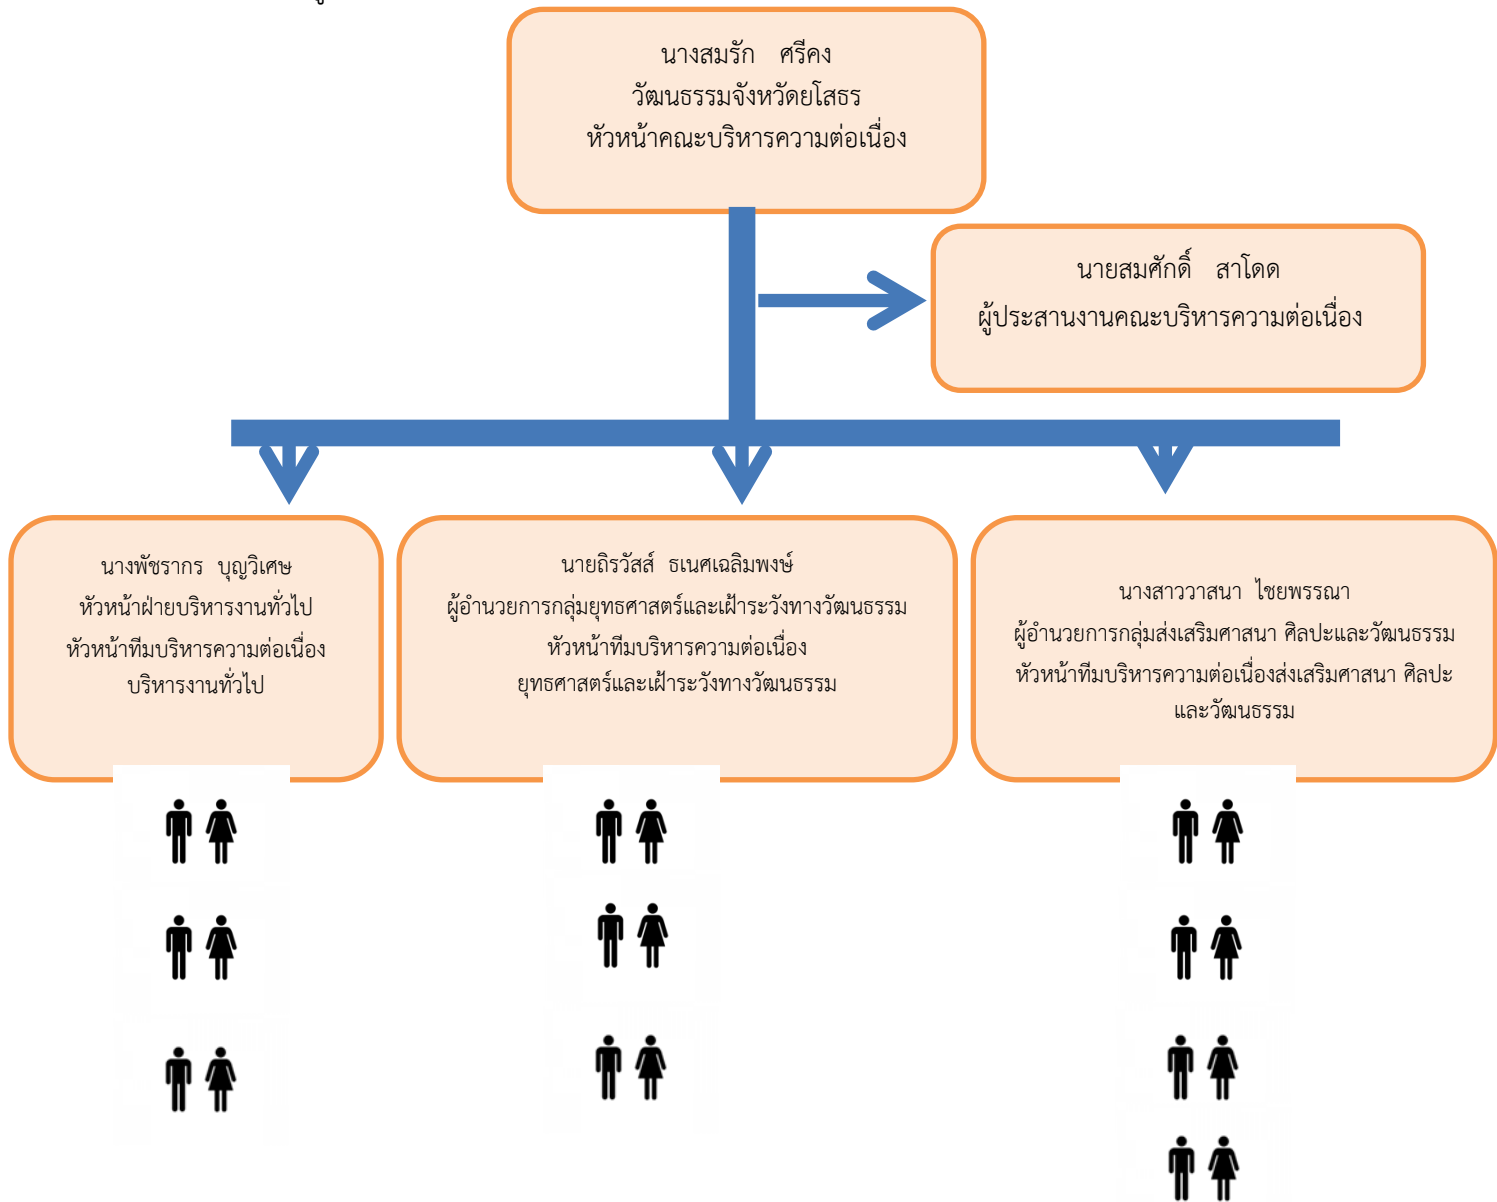 นางสมรัก ศรีคง
วัฒนธรรมจังหวัดยโสธร
หัวหน้าคณะบริหารความต่อเนื่อง
นายสมศักดิ์ สาโดด
ผู้ประสานงานคณะบริหารความต่อเนื่อง
นางพัชรากร บุญวิเศษ
หัวหน้าฝ่ายบริหารงานทั่วไป
หัวหน้าทีมบริหารความต่อเนื่อง
บริหารงานทั่วไป
นายถิรวัสส์ ธเนศเฉลิมพงษ์
ผู้อำนวยการกลุ่มยุทธศาสตร์และเฝ้าระวังทางวัฒนธรรม
หัวหน้าทีมบริหารความต่อเนื่อง
ยุทธศาสตร์และเฝ้าระวังทางวัฒนธรรม
นางสาววาสนา ไชยพรรณา
ผู้อำนวยการกลุ่มส่งเสริมศาสนา ศิลปะและวัฒนธรรม
หัวหน้าทีมบริหารความต่อเนื่องส่งเสริมศาสนา ศิลปะ
และวัฒนธรรม